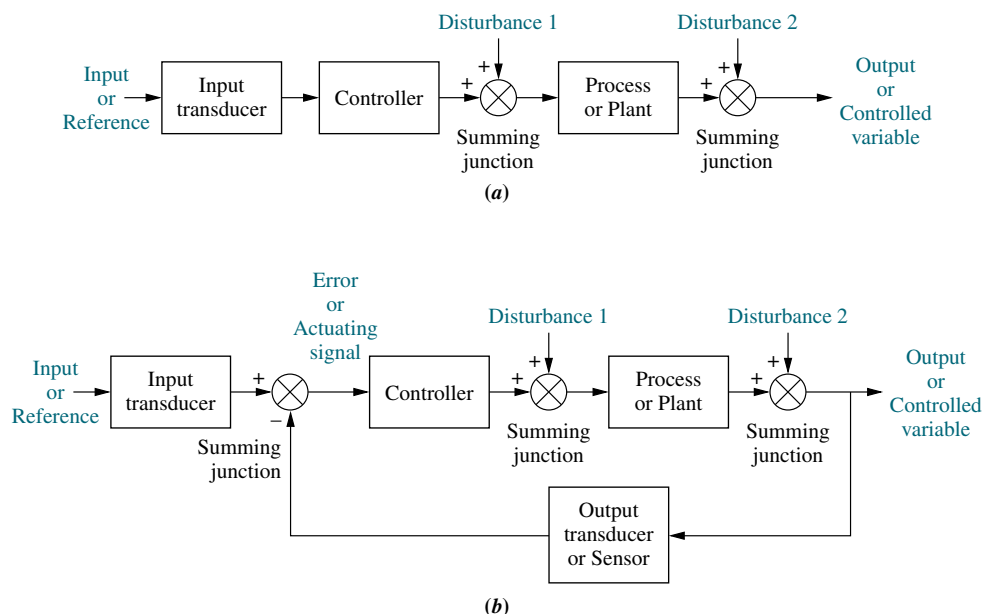 Disturbance 1
Disturbance 2
Input
or
Reference
Input
transducer
Controller
+
+
Summing
junction
Process
or Plant
+
+
Summing
junction
Output
or
Controlled
variable
(a)
Error
or
Actuating
signal
Disturbance 1
Disturbance 2
Input
or
Reference
Input
transducer
+
−
Summing
junction
Controller
+
+
Summing
junction
Process
or Plant
+
+
Summing
junction
Output
or
Controlled
variable
Output
transducer
or Sensor
(b)